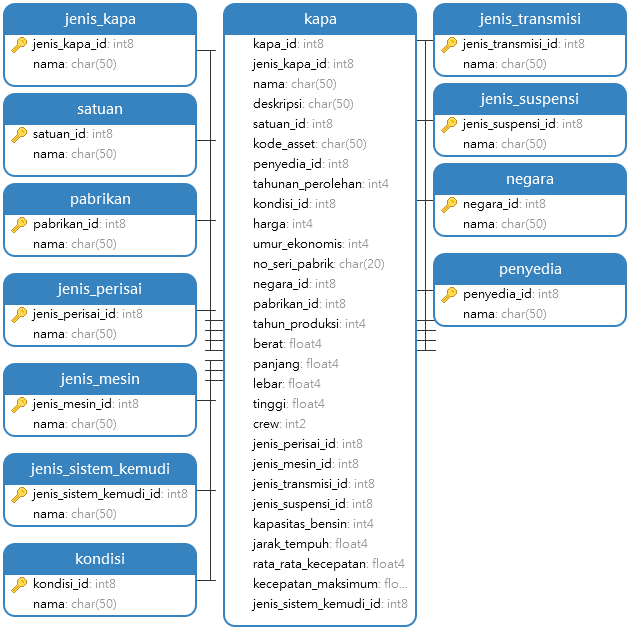 jenis_kapa
jenis_kapa_id: int8
nama: char(50)
satuan
satuan_id: int8
nama: char(50)
pabrikan
pabrikan_id: int8
nama: char(50)
jenis_perisai
jenis_perisai_id: int8
nama: char(50)
jenis_mesin
jenis_mesin_id: int8
nama: char(50)
jenis_sistem_kemudi
jenis_sistem_kemudi_id: int8
nama: char(50)
kondisi
kondisi_id: int8
nama: char(50)
kapa
kapa_id: int8
jenis_kapa_id: int8
nama: char(50)
deskripsi: char(50)
satuan_id: int8
kode_asset: char(50)
penyedia_id: int8
tahunan_perolehan: int4
kondisi_id: int8
harga: int4
umur_ekonomis: int4
no_seri_pabrik: char(20)
negara_id: int8
pabrikan_id: int8
tahun_produksi: int4
berat: float4
panjang: float4
lebar: float4
tinggi: float4
crew: int2
jenis_perisai_id: int8
jenis_mesin_id: int8
jenis_transmisi_id: int8
jenis_suspensi_id: int8
kapasitas_bensin: int4
jarak_tempuh: float4
rata_rata_kecepatan: float4
kecepatan_maksimum: flo...
jenis_sistem_kemudi_id: int8
jenis_transmisi
jenis_transmisi_id: int8
nama: char(50)
jenis_suspensi
jenis_suspensi_id: int8
nama: char(50)
negara
negara_id: int8
nama: char(50)
penyedia
penyedia_id: int8
nama: char(50)